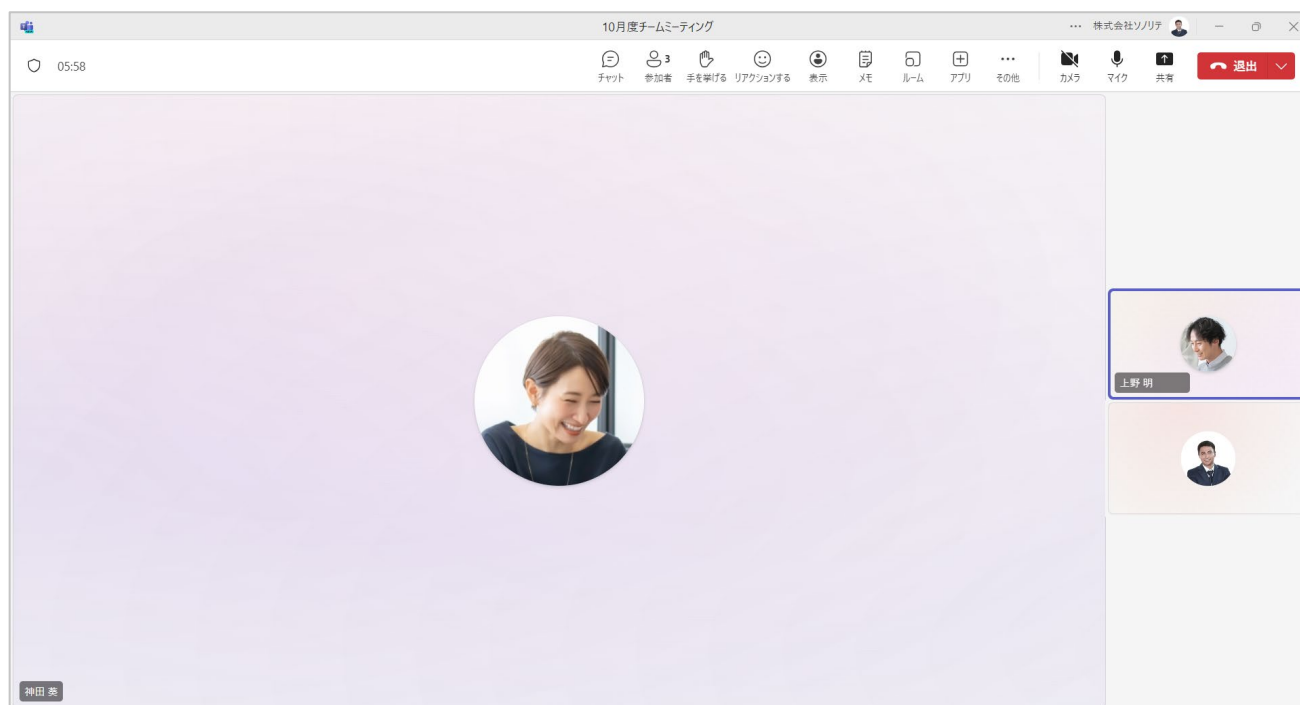 10月度チームミーティング
… 株式会社ソノリテ
05:58
チャット
3
参加者
手を挙げる
リアクションする
表示
メモ
ルーム
アプリ
その他
カメラ
マイク
共有
退出
上野 明
神田 葵